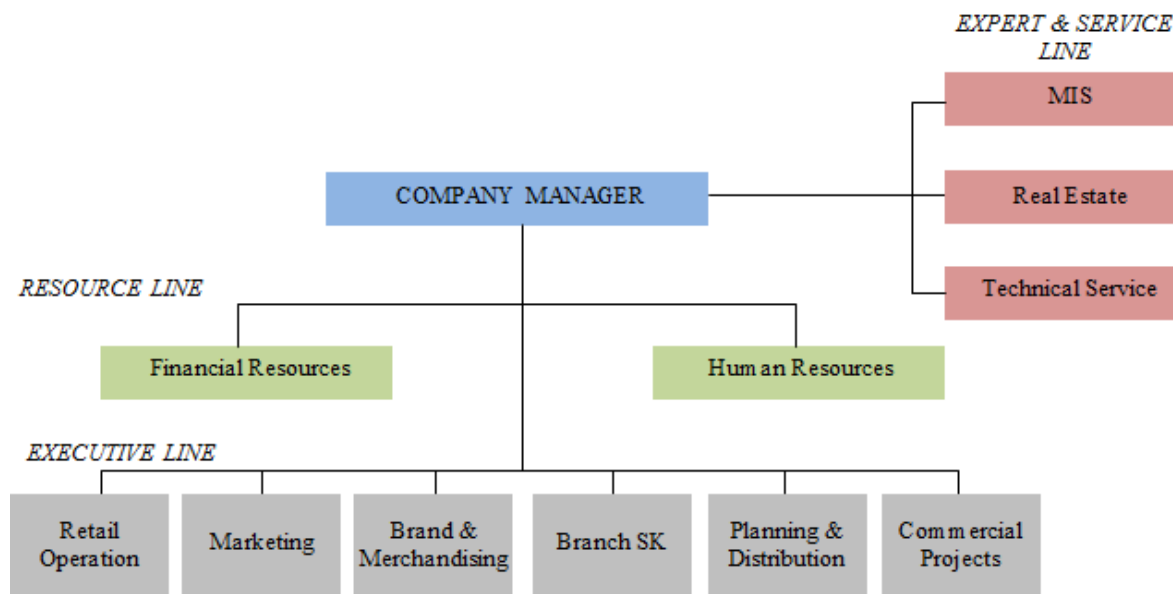 EXPERT & SERVICE
LINE
MIS
COMPANY MANAGER
Real Estate
RESOURCE LINE
Technical Service
Financial Resources
Human Resources
EXECUTIVE LINE
Retail
Operation
Marketing
Brand &
Merchandising
Branch SK
Planning &
Distribution
Commercial
Projects